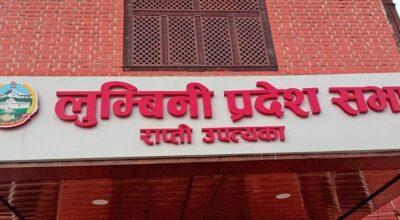 लुम्बिनी प्रदेश सभा
राप्ती उपत्यका